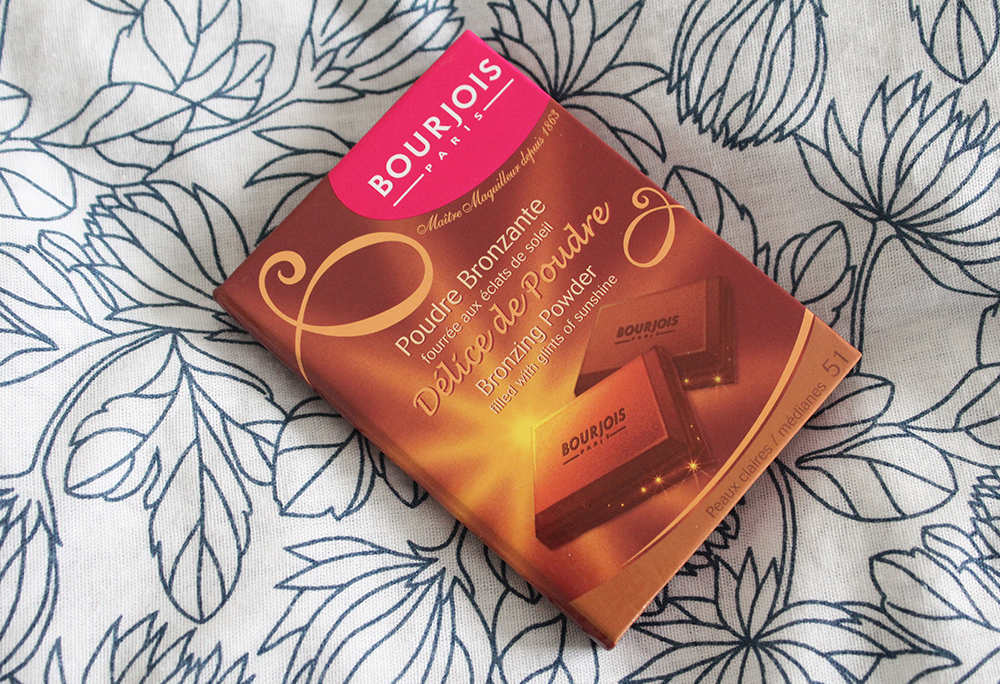 BOURJOIS
PARIS
Maître Maquilleur depuis 1863
Poudre Bronzante
fourrée aux éclats de soleil
Délice de Poudre
Bronzing Powder
filled with glints of sunshine
BOURJOIS
PARIS
BOURJOIS
PARIS
Peaux claires / médianes 51